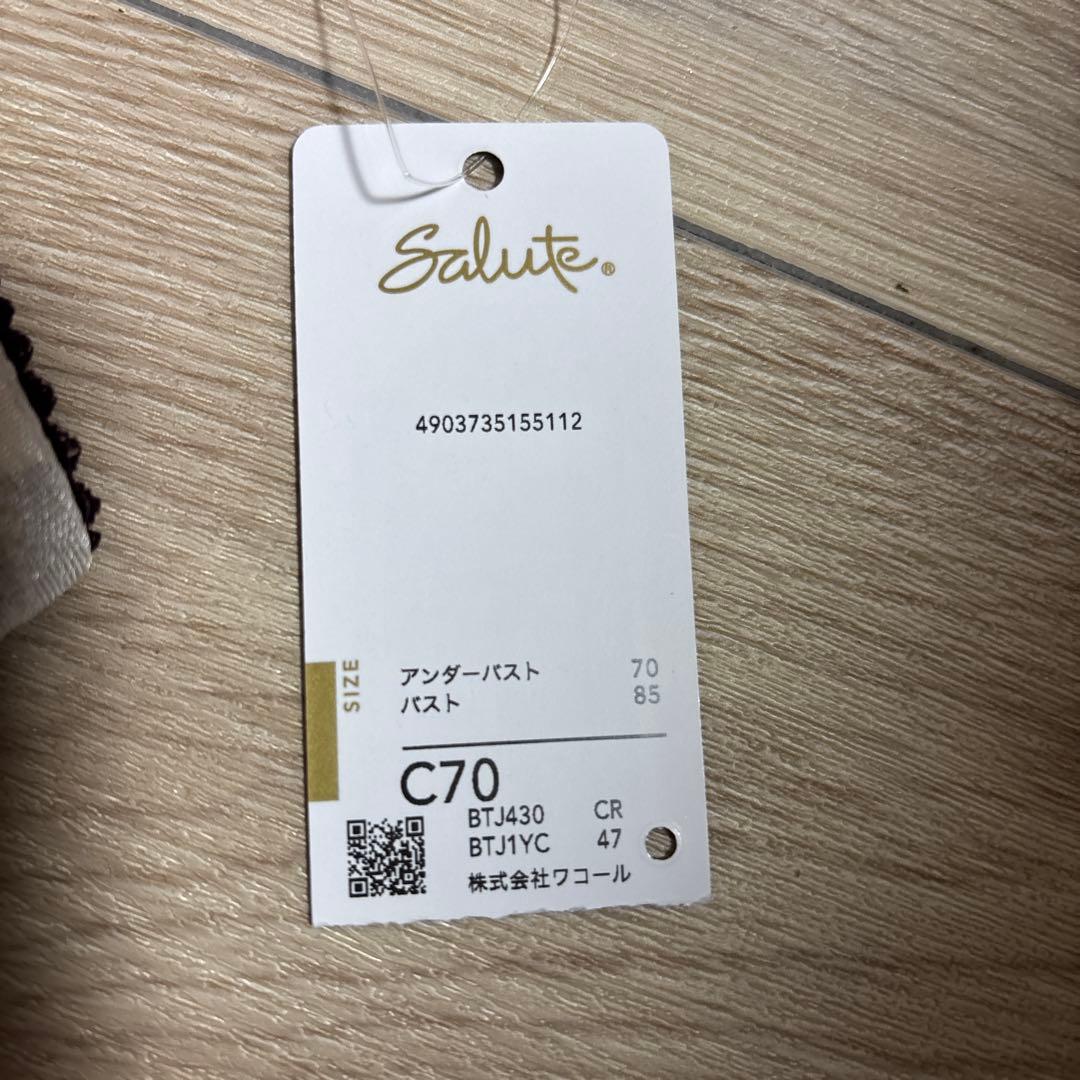 Salute®
4903735155112
SIZE
アンダーバスト 70
バスト 85
C70
BTJ430 CR
BTJ1YC 47
株式会社ワコール